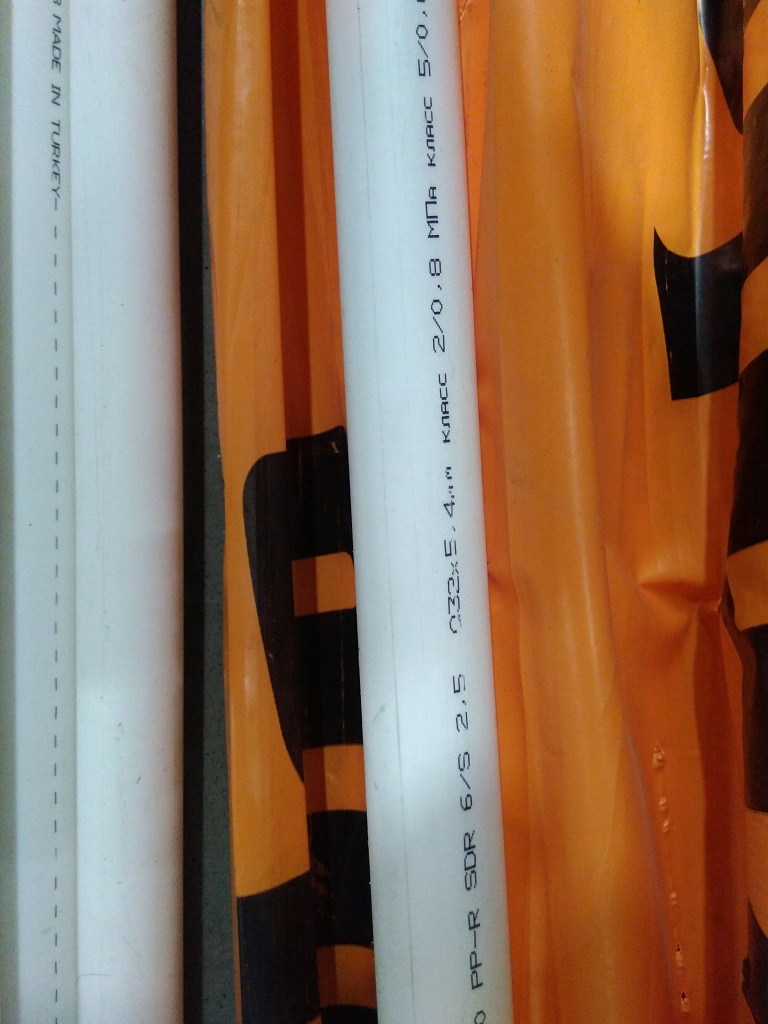 MADE IN TURKEY-
PP-R SDR 6/S 2,5 Ø32x5,4мм класс 2/0,8 МПа класс 5/0,